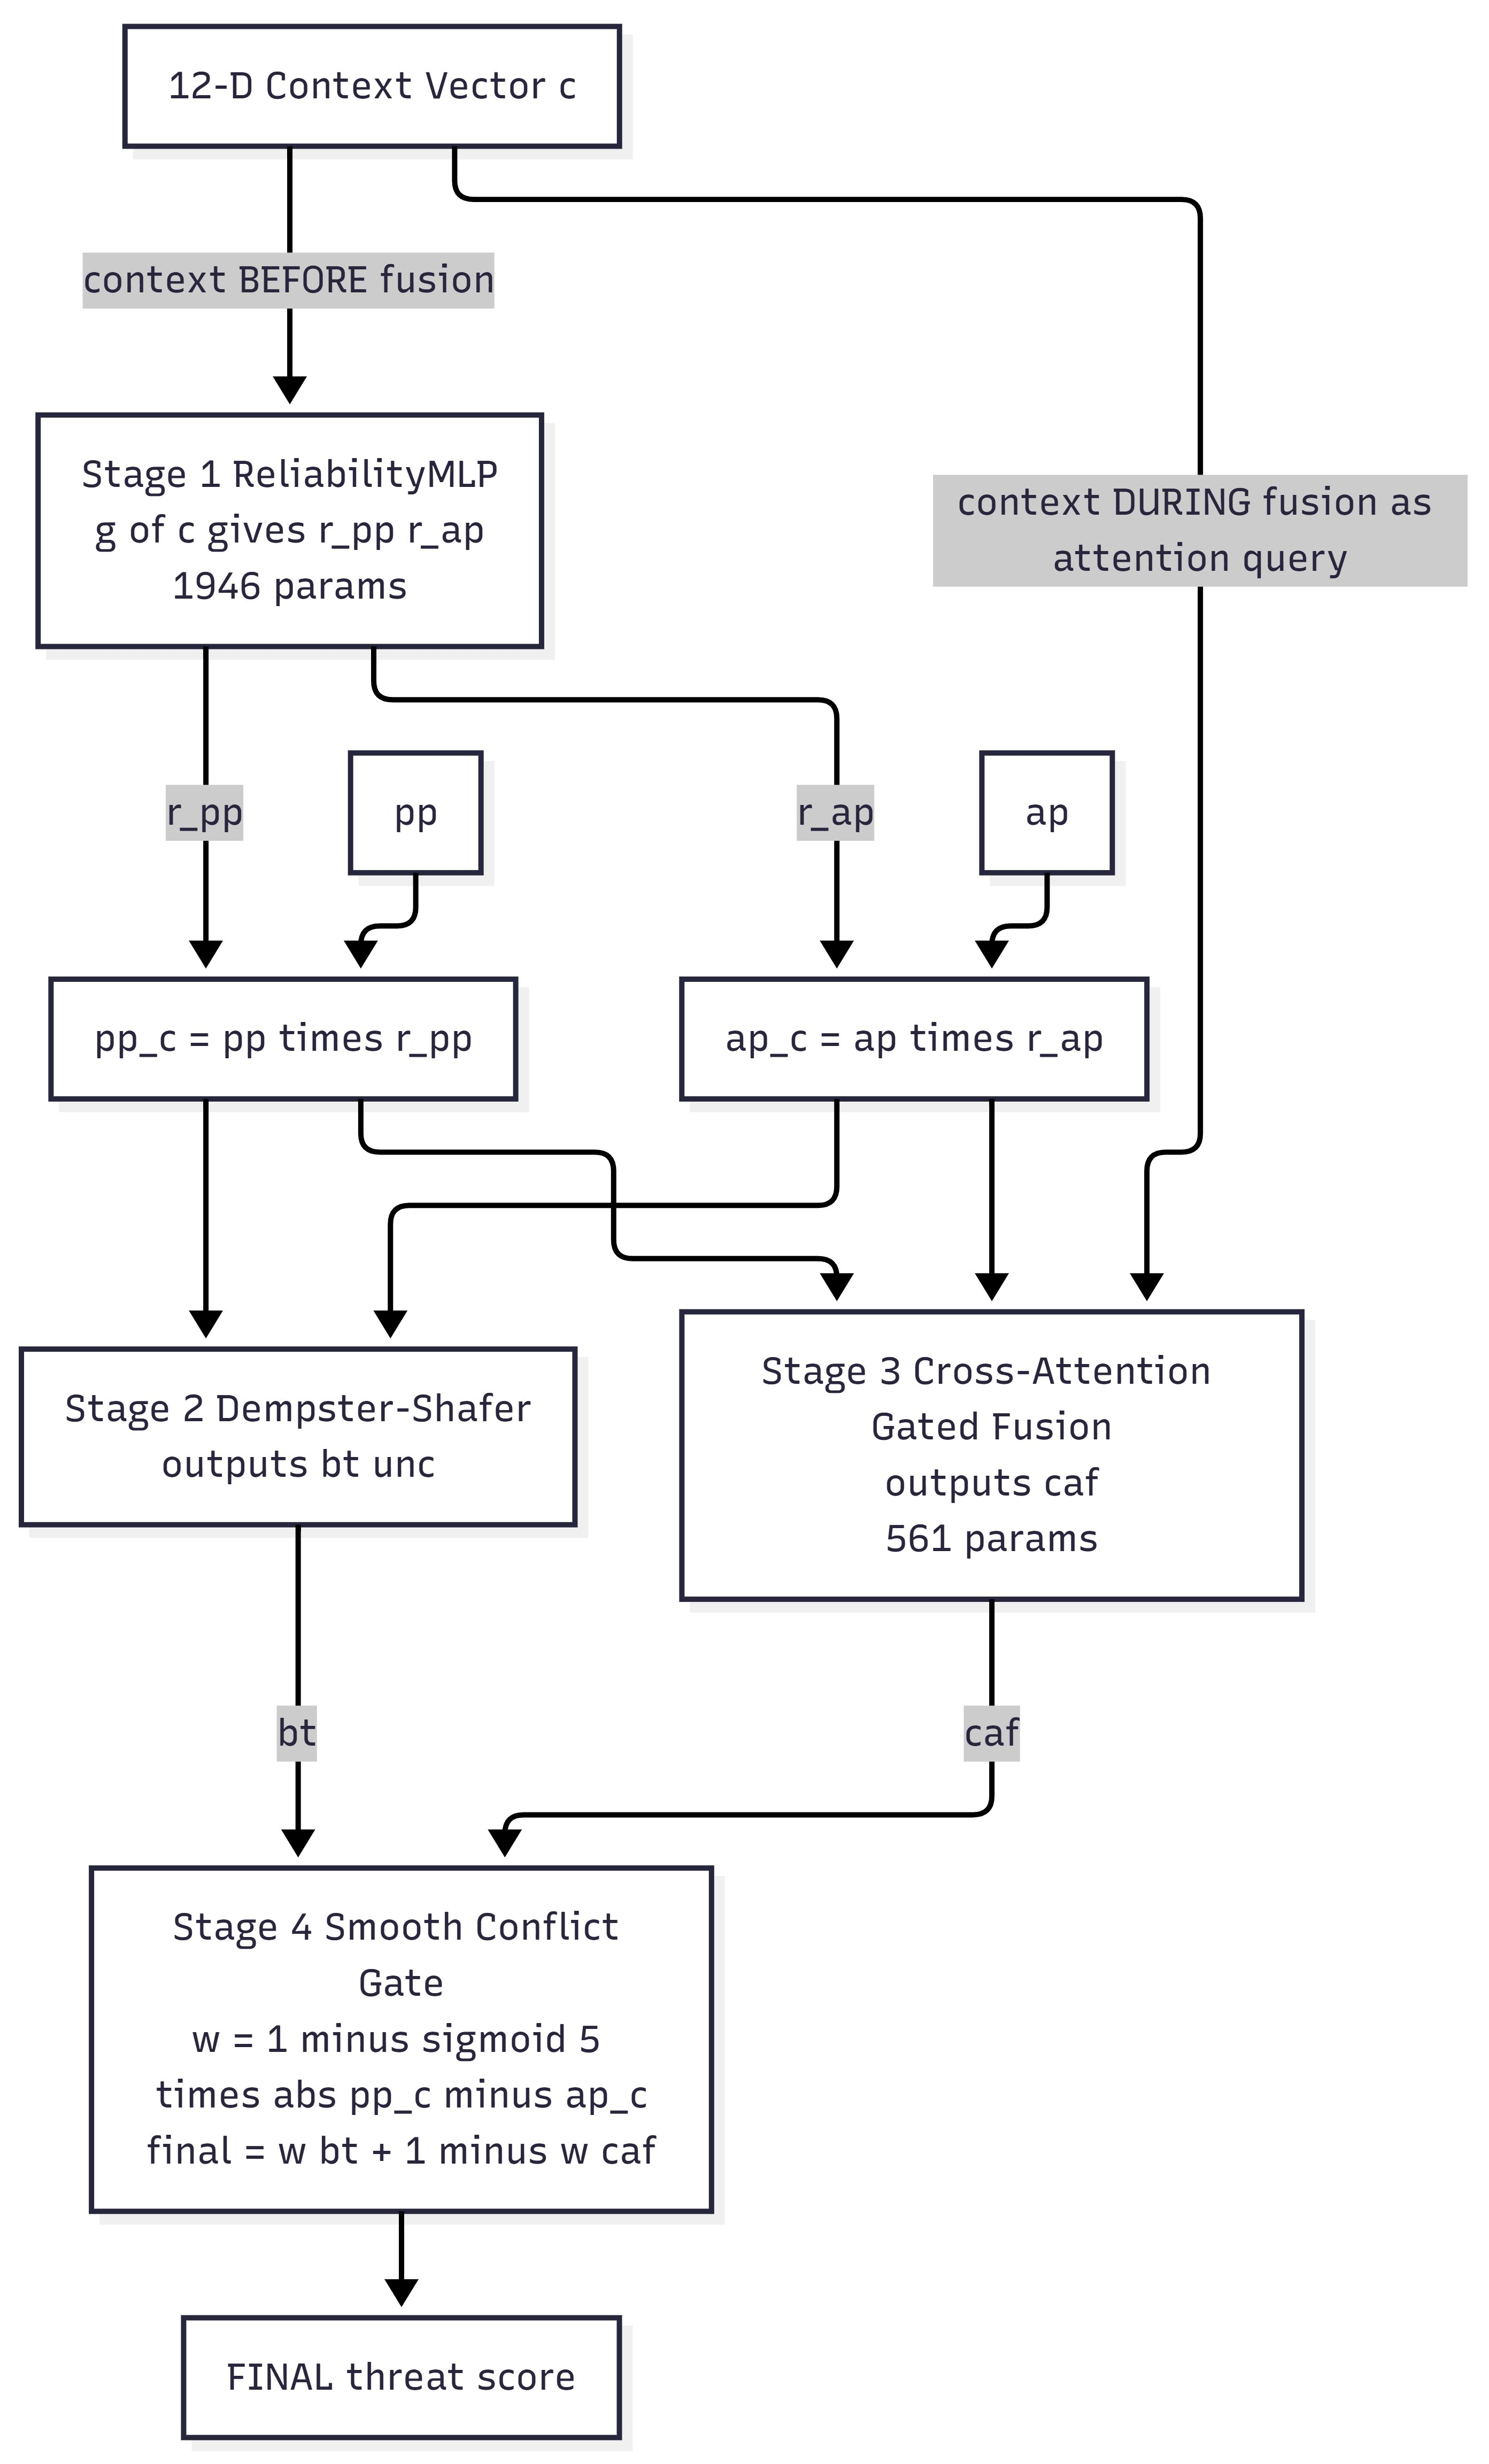 12-D Context Vector c
context BEFORE fusion
context DURING fusion as
attention query
Stage 1 ReliabilityMLP
g of c gives r_pp r_ap
1946 params
r_pp
pp
r_ap
ap
pp_c = pp times r_pp
ap_c = ap times r_ap
Stage 2 Dempster-Shafer
outputs bt unc
Stage 3 Cross-Attention
Gated Fusion
outputs caf
561 params
bt
caf
Stage 4 Smooth Conflict
Gate
w = 1 minus sigmoid 5
times abs pp_c minus ap_c
final = w bt + 1 minus w caf
FINAL threat score